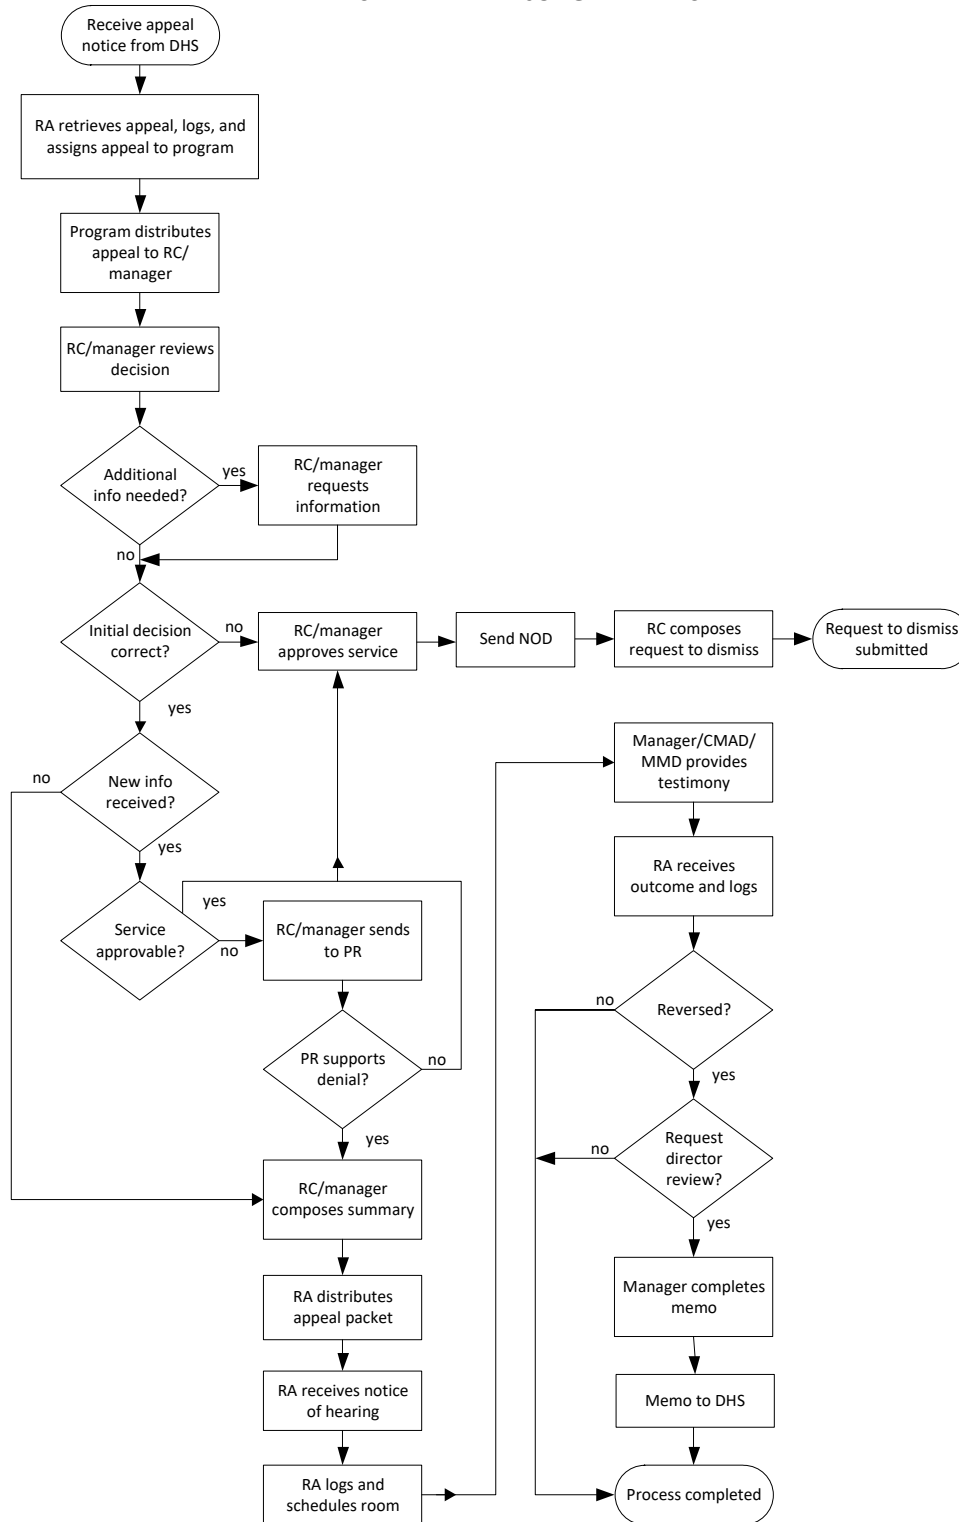 Receive appeal
notice from DHS
RA retrieves appeal, logs, and
assigns appeal to program
Program distributes
appeal to RC/
manager
RC/manager reviews
decision
Additional
info needed?
yes
RC/manager
requests
information
no
Initial decision
correct?
no
RC/manager
approves service
Send NOD
RC composes
request to dismiss
Request to dismiss
submitted
yes
New info
received?
no
yes
Service
approvable?
yes
no
RC/manager sends
to PR
PR supports
denial?
no
yes
RC/manager
composes summary
RA distributes
appeal packet
RA receives notice
of hearing
RA logs and
schedules room
Manager/CMAD/
MMD provides
testimony
RA receives
outcome and logs
Reversed?
no
yes
Request
director
review?
no
yes
Manager completes
memo
Memo to DHS
Process completed